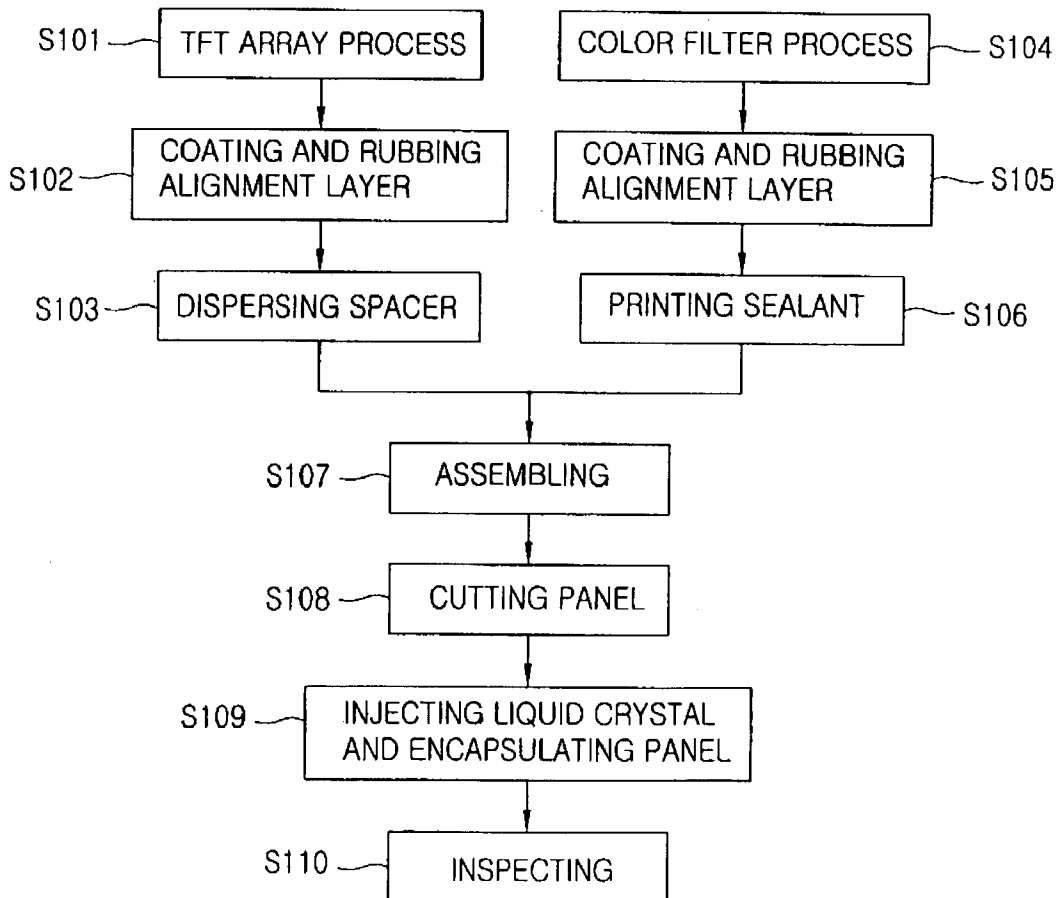 S101
TFT ARRAY PROCESS
COLOR FILTER PROCESS
S104
S102
COATING AND RUBBING
ALIGNMENT LAYER
COATING AND RUBBING
ALIGNMENT LAYER
S105
S103
DISPERSING SPACER
PRINTING SEALANT
S106
S107
ASSEMBLING
S108
CUTTING PANEL
S109
INJECTING LIQUID CRYSTAL
AND ENCAPSULATING PANEL
S110
INSPECTING